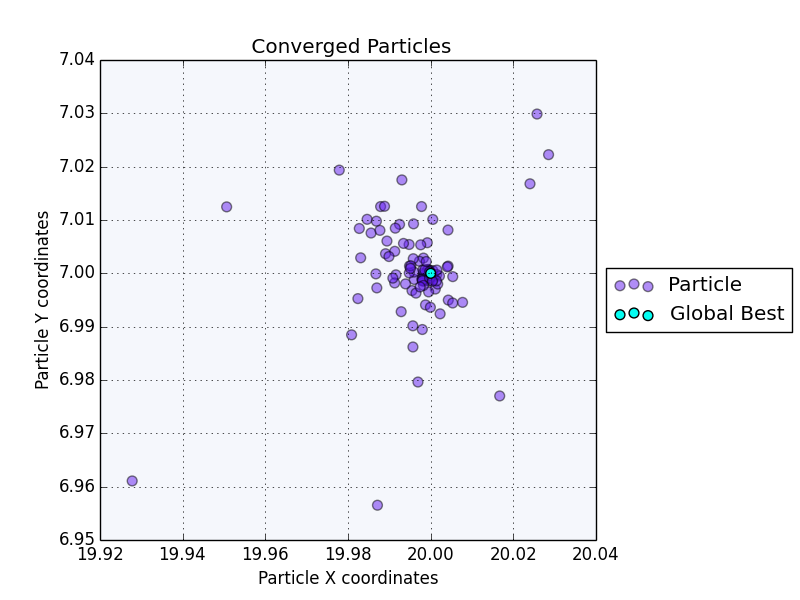 Converged Particles
7.04
7.03
7.02
7.01
7.00
6.99
6.98
6.97
6.96
6.95
Particle Y coordinates
19.92 19.94 19.96 19.98 20.00 20.02 20.04
Particle X coordinates
Particle
Global Best